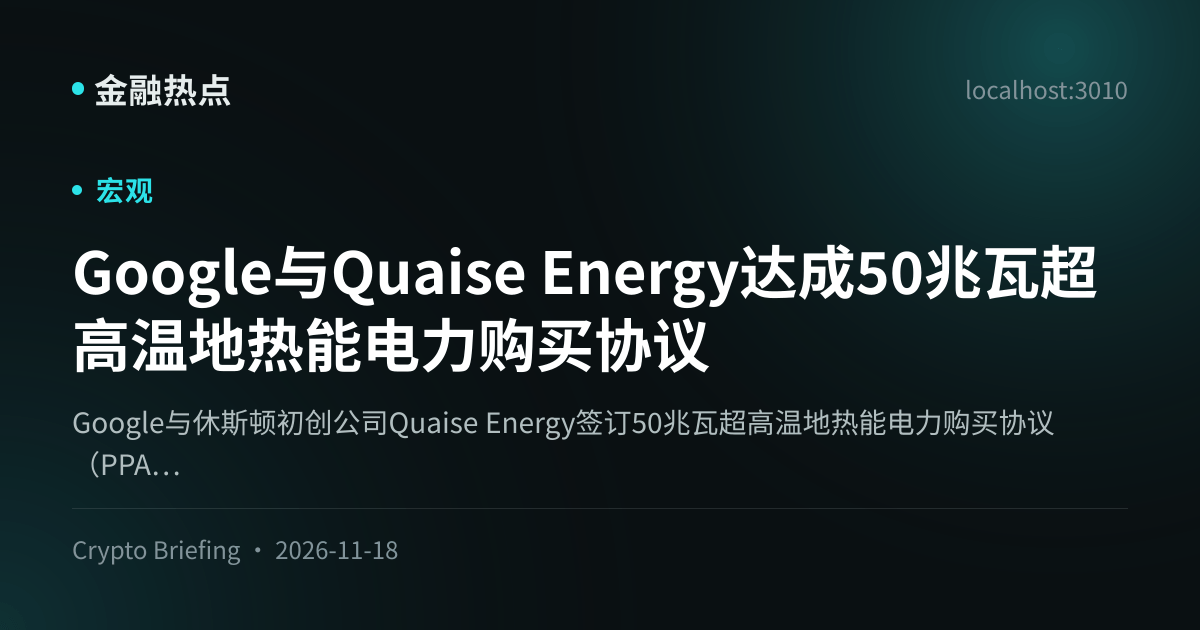 金融热点
localhost:3010
宏观
Google与Quaise Energy达成50兆瓦超
高温地热能电力购买协议
Google与休斯顿初创公司Quaise Energy签订50兆瓦超高温地热能电力购买协议
（PPA…
Crypto Briefing · 2026-11-18